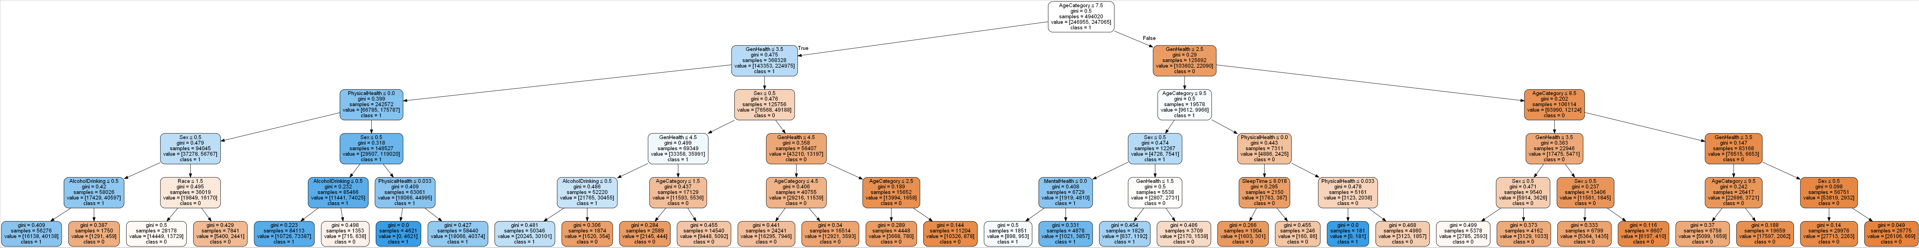 AgeCategory ≤ 7.5
gini = 0.5
samples = 494020
value = [246955, 247065]
class = 1
True
False
GenHealth ≤ 3.5
gini = 0.475
samples = 368328
value = [143353, 224975]
class = 1
GenHealth ≤ 2.5
gini = 0.29
samples = 125692
value = [103602, 22090]
class = 0
PhysicalHealth ≤ 0.0
gini = 0.399
samples = 242572
value = [66785, 175787]
class = 1
Sex ≤ 0.5
gini = 0.476
samples = 125756
value = [76568, 49188]
class = 0
AgeCategory ≤ 9.5
gini = 0.5
samples = 19578
value = [9612, 9966]
class = 1
AgeCategory ≤ 8.5
gini = 0.202
samples = 106114
value = [93990, 12124]
class = 0
Sex ≤ 0.5
gini = 0.479
samples = 94045
value = [37278, 56767]
class = 1
Sex ≤ 0.5
gini = 0.318
samples = 148527
value = [29507, 119020]
class = 1
GenHealth ≤ 4.5
gini = 0.499
samples = 69349
value = [33358, 35991]
class = 1
GenHealth ≤ 4.5
gini = 0.358
samples = 56407
value = [43210, 13197]
class = 0
Sex ≤ 0.5
gini = 0.474
samples = 12267
value = [4726, 7541]
class = 1
PhysicalHealth ≤ 0.0
gini = 0.443
samples = 7311
value = [4886, 2425]
class = 0
GenHealth ≤ 3.5
gini = 0.363
samples = 22946
value = [17475, 5471]
class = 0
GenHealth ≤ 3.5
gini = 0.147
samples = 83168
value = [76515, 6653]
class = 0
AlcoholDrinking ≤ 0.5
gini = 0.42
samples = 58026
value = [17429, 40597]
class = 1
Race ≤ 1.5
gini = 0.495
samples = 36019
value = [19849, 16170]
class = 0
AlcoholDrinking ≤ 0.5
gini = 0.232
samples = 85466
value = [11441, 74025]
class = 1
PhysicalHealth ≤ 0.033
gini = 0.409
samples = 63061
value = [18066, 44995]
class = 1
AlcoholDrinking ≤ 0.5
gini = 0.486
samples = 52220
value = [21765, 30455]
class = 1
AgeCategory ≤ 1.5
gini = 0.437
samples = 17129
value = [11593, 5536]
class = 0
AgeCategory ≤ 4.5
gini = 0.406
samples = 40755
value = [29216, 11539]
class = 0
AgeCategory ≤ 2.5
gini = 0.189
samples = 15652
value = [13994, 1658]
class = 0
MentalHealth ≤ 0.0
gini = 0.408
samples = 6729
value = [1919, 4810]
class = 1
GenHealth ≤ 1.5
gini = 0.5
samples = 5538
value = [2807, 2731]
class = 0
SleepTime ≤ 0.018
gini = 0.295
samples = 2150
value = [1763, 387]
class = 0
PhysicalHealth ≤ 0.033
gini = 0.478
samples = 5161
value = [3123, 2038]
class = 0
Sex ≤ 0.5
gini = 0.471
samples = 9540
value = [5914, 3626]
class = 0
Sex ≤ 0.5
gini = 0.237
samples = 13406
value = [11561, 1845]
class = 0
AgeCategory ≤ 9.5
gini = 0.242
samples = 26417
value = [22696, 3721]
class = 0
Sex ≤ 0.5
gini = 0.098
samples = 56751
value = [53819, 2932]
class = 0
gini = 0.409
samples = 56276
value = [16138, 40138]
class = 1
gini = 0.387
samples = 1750
value = [1291, 459]
class = 0
gini = 0.5
samples = 28178
value = [14449, 13729]
class = 0
gini = 0.429
samples = 7841
value = [5400, 2441]
class = 0
gini = 0.223
samples = 84113
value = [10726, 73387]
class = 1
gini = 0.498
samples = 1353
value = [715, 638]
class = 0
gini = 0.0
samples = 4621
value = [0, 4621]
class = 1
gini = 0.427
samples = 58440
value = [18066, 40374]
class = 1
gini = 0.481
samples = 50346
value = [20245, 30101]
class = 1
gini = 0.306
samples = 1874
value = [1520, 354]
class = 0
gini = 0.284
samples = 2589
value = [2145, 444]
class = 0
gini = 0.455
samples = 14540
value = [9448, 5092]
class = 0
gini = 0.441
samples = 24241
value = [16295, 7946]
class = 0
gini = 0.34
samples = 16514
value = [12921, 3593]
class = 0
gini = 0.289
samples = 4448
value = [3668, 780]
class = 0
gini = 0.144
samples = 11204
value = [10326, 878]
class = 0
gini = 0.5
samples = 1851
value = [898, 953]
class = 1
gini = 0.331
samples = 4878
value = [1021, 3857]
class = 1
gini = 0.454
samples = 1829
value = [637, 1192]
class = 1
gini = 0.486
samples = 3709
value = [2170, 1539]
class = 0
gini = 0.266
samples = 1904
value = [1603, 301]
class = 0
gini = 0.455
samples = 246
value = [160, 86]
class = 0
gini = 0.0
samples = 181
value = [0, 181]
class = 1
gini = 0.468
samples = 4980
value = [3123, 1857]
class = 0
gini = 0.499
samples = 5378
value = [2785, 2593]
class = 0
gini = 0.373
samples = 4162
value = [3129, 1033]
class = 0
gini = 0.333
samples = 6799
value = [5364, 1435]
class = 0
gini = 0.116
samples = 6607
value = [6197, 410]
class = 0
gini = 0.37
samples = 6758
value = [5099, 1659]
class = 0
gini = 0.188
samples = 19659
value = [17597, 2062]
class = 0
gini = 0.14
samples = 29976
value = [27713, 2263]
class = 0
gini = 0.049
samples = 26775
value = [26106, 669]
class = 0